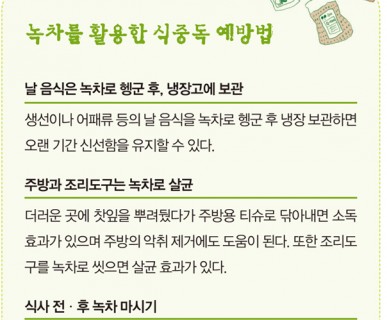 녹차를 활용한 식중독 예방법
날 음식은 녹차로 헹군 후, 냉장고에 보관
생선이나 어패류 등의 날 음식을 녹차로 헹군 후 냉장 보관하면
오랜 기간 신선함을 유지할 수 있다.
주방과 조리도구는 녹차로 살균
더러운 곳에 찻잎을 뿌려뒀다가 주방용 티슈로 닦아내면 소독
효과가 있으며 주방의 악취 제거에도 도움이 된다. 또한 조리도
구를 녹차로 씻으면 살균 효과가 있다.
식사 전 · 후 녹차 마시기